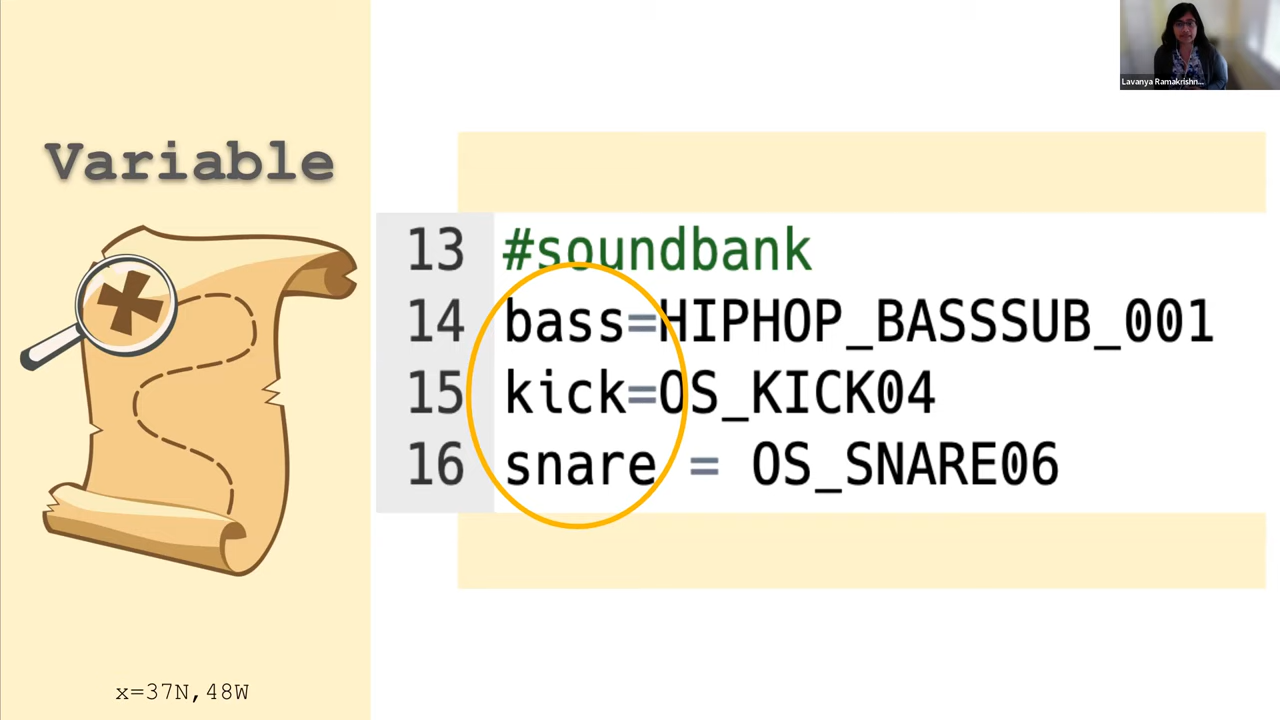 Lavanya Ramakrishn...
Variable
13 #soundbank
14 bass=HIPHOP_BASSSUB_001
15 kick=OS_KICK04
16 snare = OS_SNARE06
x=37N,48W